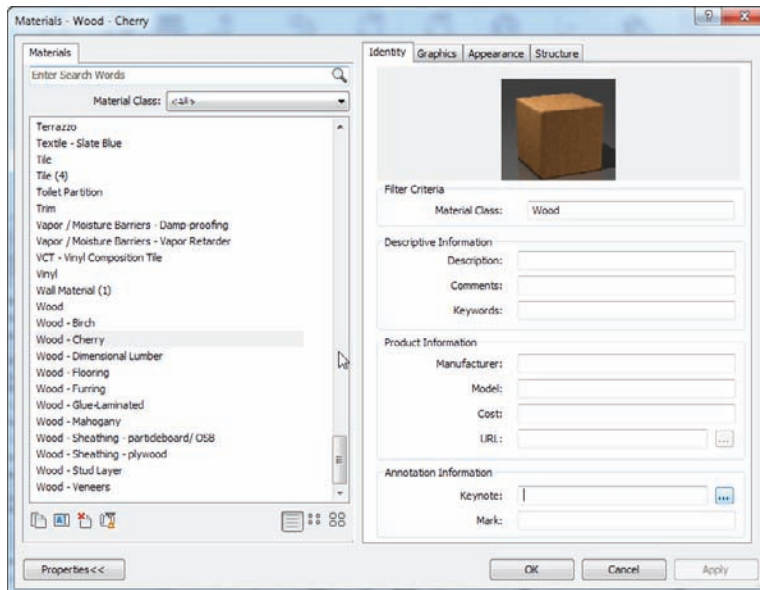 Materials - Wood - Cherry
Materials
Enter Search Words
Material Class: <all>
Terrazzo
Textile - Slate Blue
Tile
Tile (4)
Toilet Partition
Trim
Vapor / Moisture Barriers - Damp-proofing
Vapor / Moisture Barriers - Vapor Retarder
VCT - Vinyl Composition Tile
Vinyl
Wall Material (1)
Wood
Wood - Birch
Wood - Cherry
Wood - Dimensional Lumber
Wood - Flooring
Wood - Furring
Wood - Glue-Laminated
Wood - Mahogany
Wood - Sheathing - particleboard/OSB
Wood - Sheathing - plywood
Wood - Stud Layer
Wood - Veneers
Properties<<
Identity Graphics Appearance Structure
Filter Criteria
Material Class: Wood
Descriptive Information
Description:
Comments:
Keywords:
Product Information
Manufacturer:
Model:
Cost:
URL: ...
Annotation Information
Keynote: ...
Mark:
OK Cancel Apply